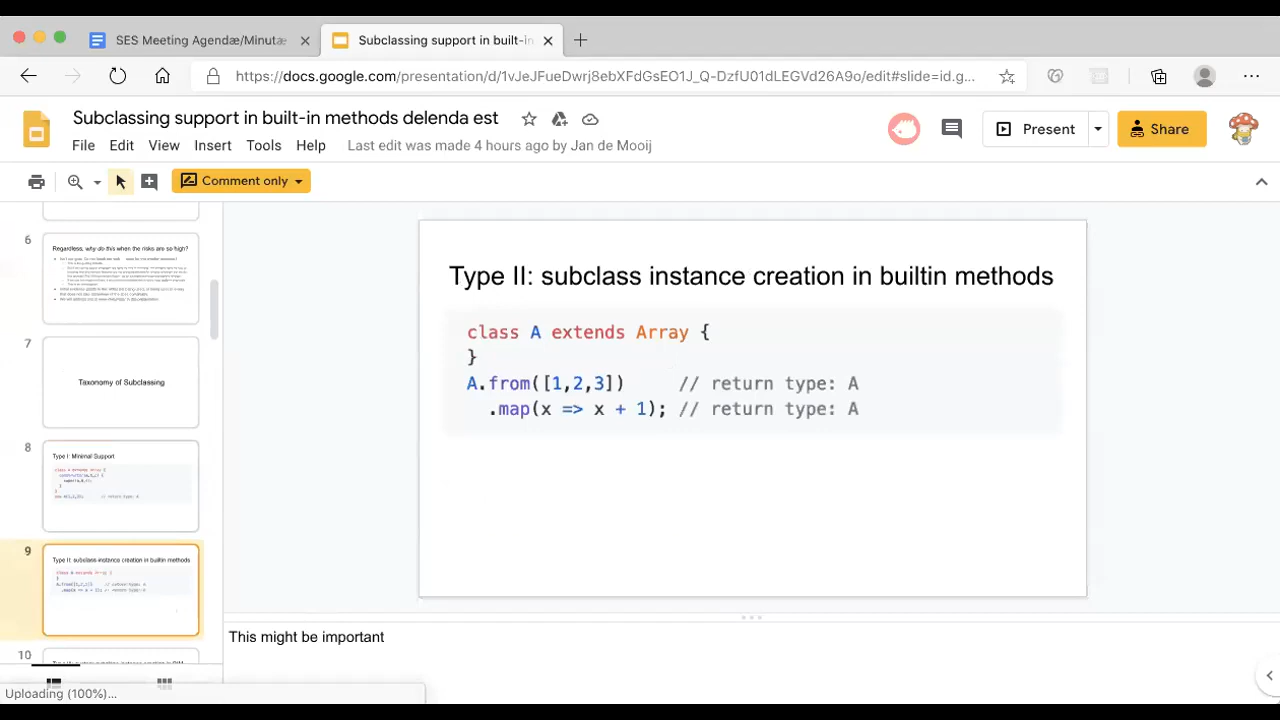 SES Meeting Agendæ/Minutæ
Subclassing support in built-in
https://docs.google.com/presentation/d/1vJeJFueDwrj8ebXFdGsEO1J_Q-DzfU01dLEGVd26A9o/edit#slide=id.g...
Subclassing support in built-in methods delenda est
File Edit View Insert Tools Help Last edit was made 4 hours ago by Jan de Mooij
Present
Share
Comment only
6
Regardless, why do this when the risks are so high?
7
Taxonomy of Subclassing
8
Type I: Minimal Support
9
Type II: subclass instance creation in builtin methods
10
Type II: subclass instance creation in builtin methods
class A extends Array {
}
A.from([1,2,3]) // return type: A
.map(x => x + 1); // return type: A
This might be important
Uploading (100%)...